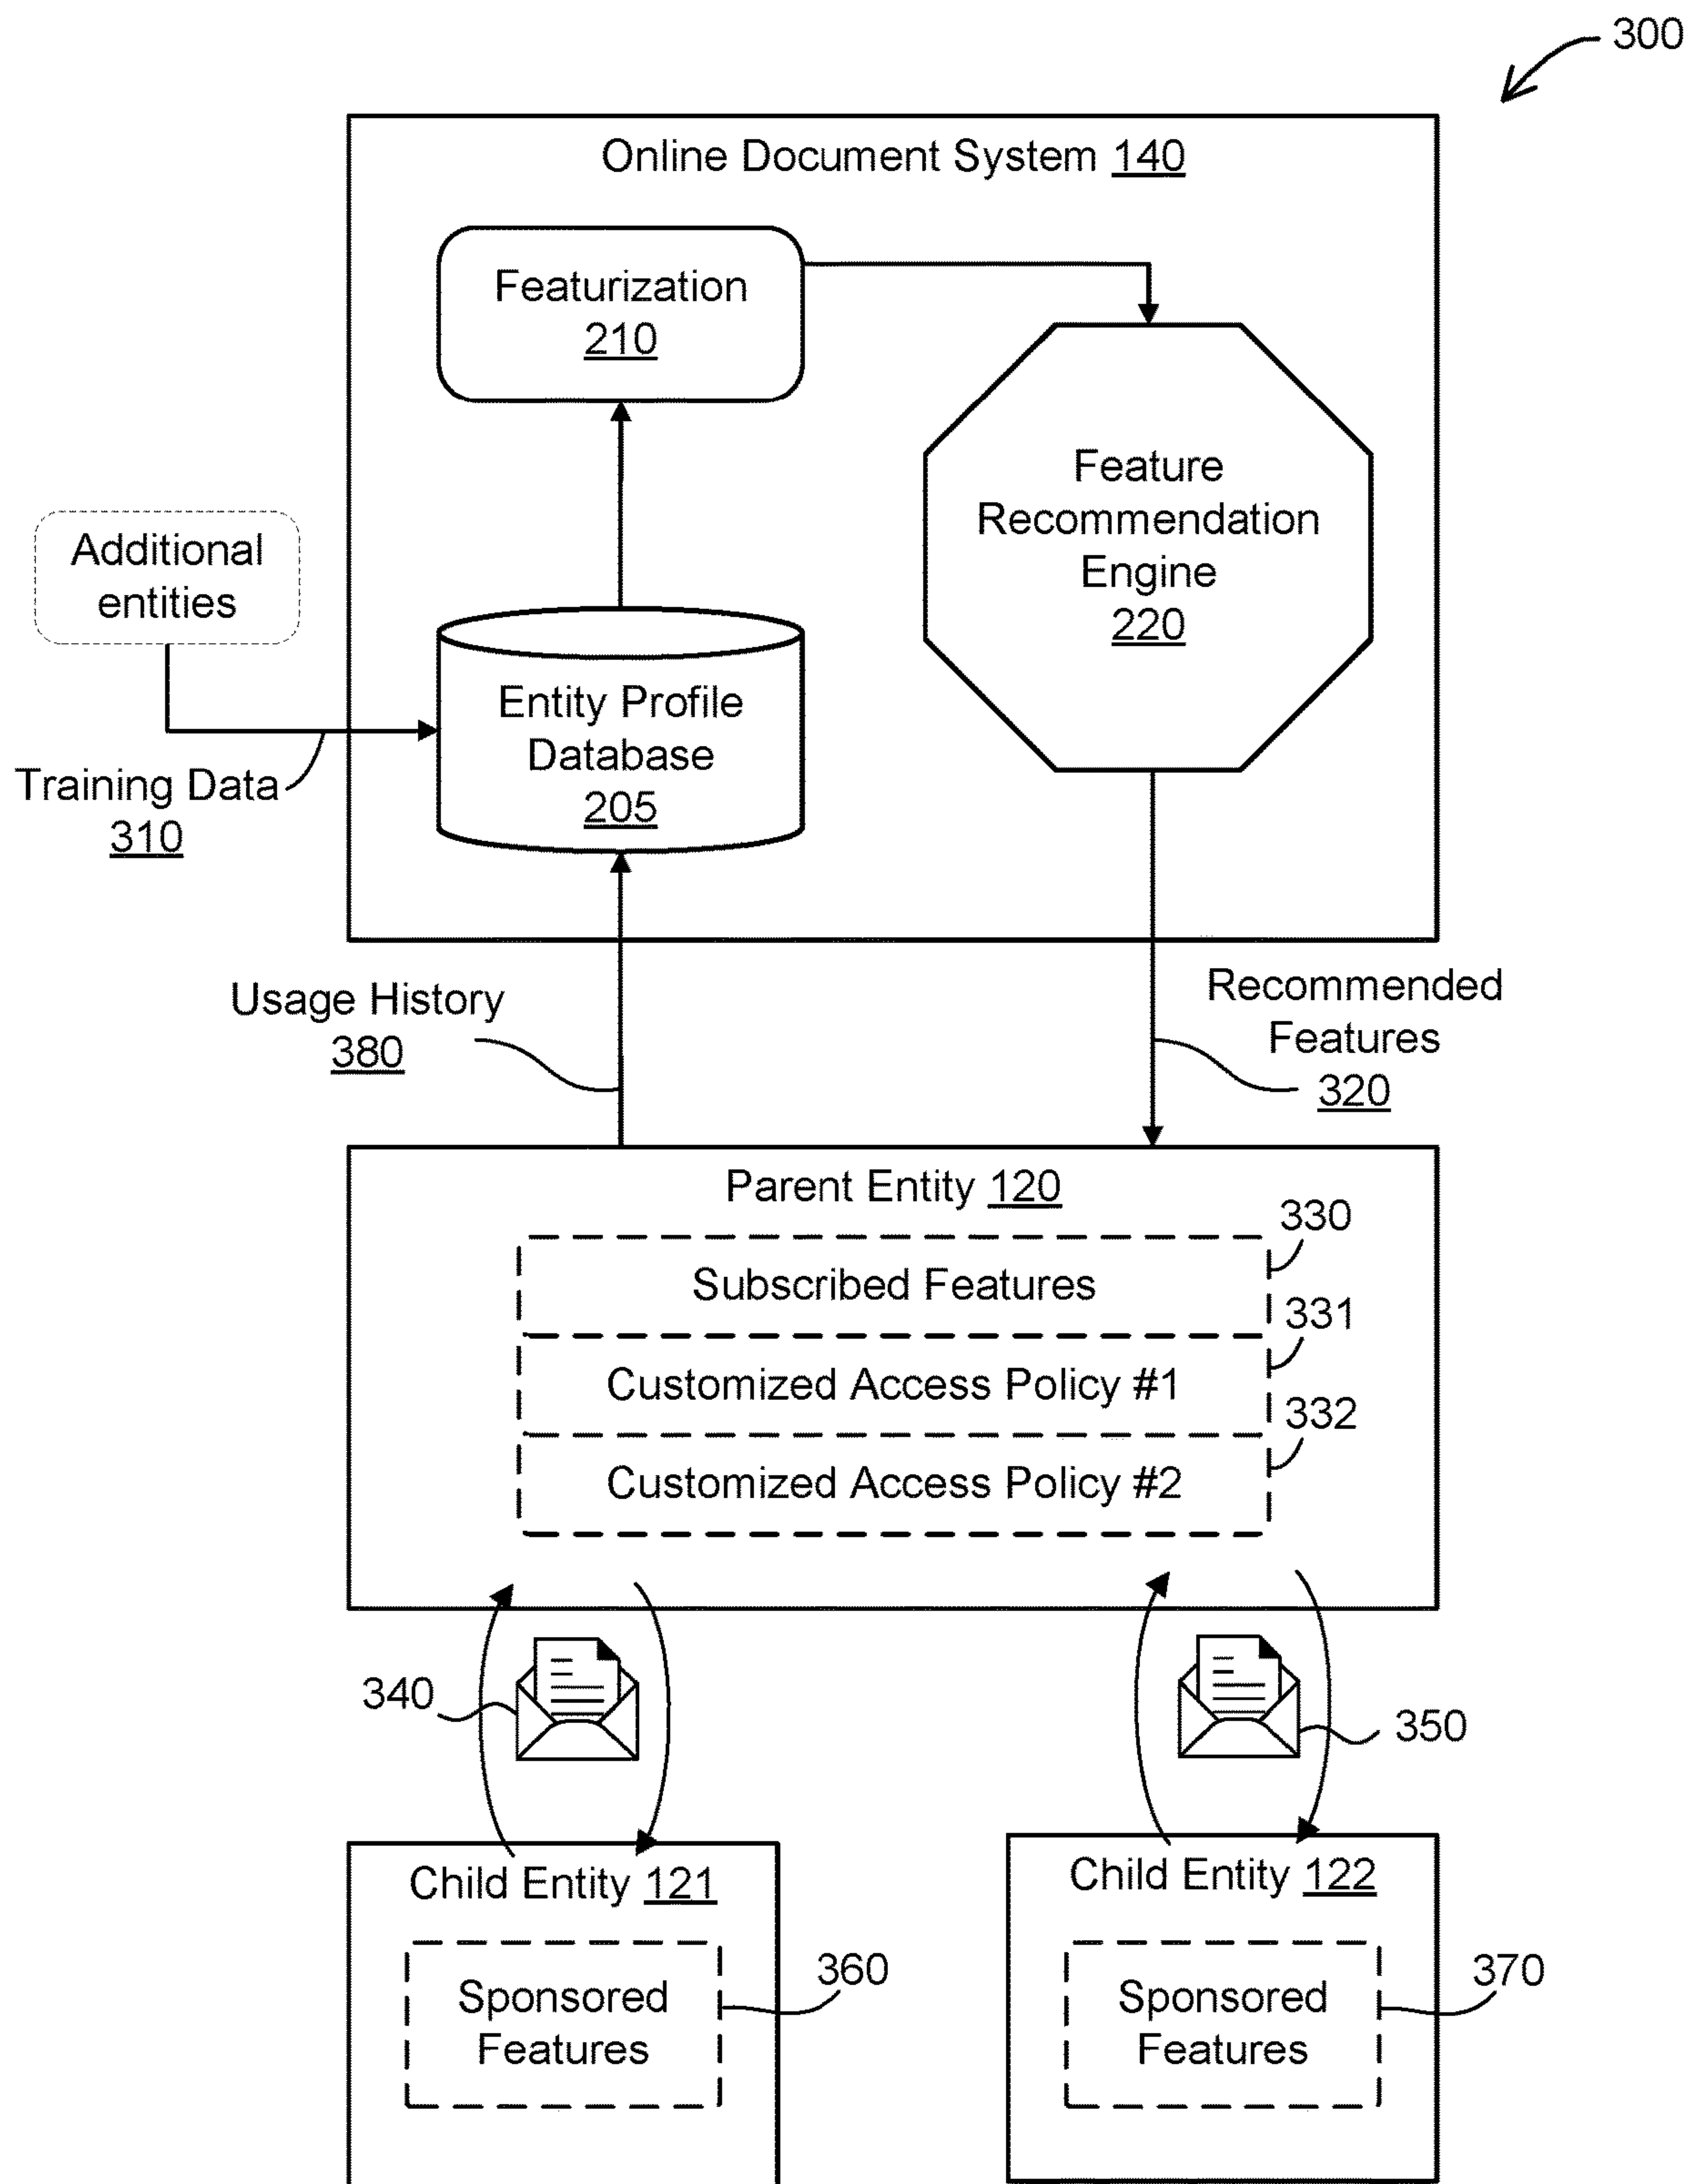 300
Online Document System 140
Featurization
210
Feature
Recommendation
Engine
220
Additional
entities
Entity Profile
Database
205
Training Data
310
Usage History
380
Recommended
Features
320
Parent Entity 120
330
Subscribed Features
331
Customized Access Policy #1
332
Customized Access Policy #2
340
350
Child Entity 121
Sponsored
Features
360
Child Entity 122
Sponsored
Features
370